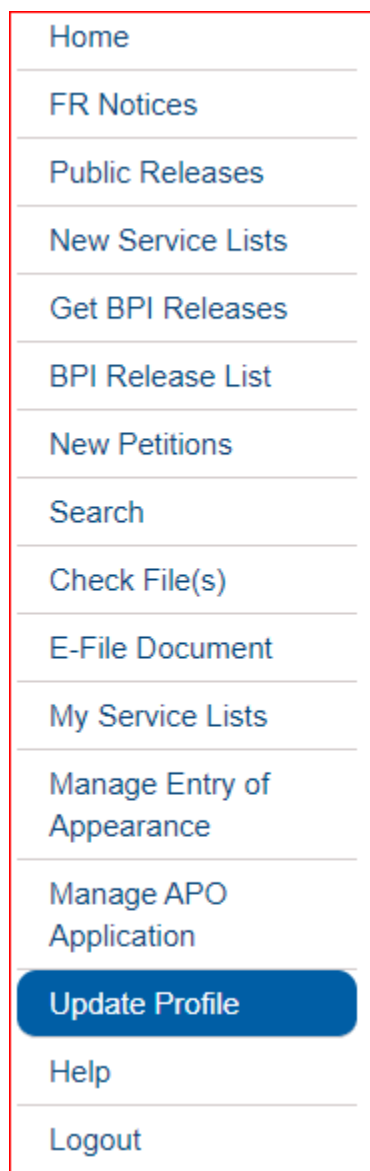 Home
FR Notices
Public Releases
New Service Lists
Get BPI Releases
BPI Release List
New Petitions
Search
Check File(s)
E-File Document
My Service Lists
Manage Entry of
Appearance
Manage APO
Application
Update Profile
Help
Logout